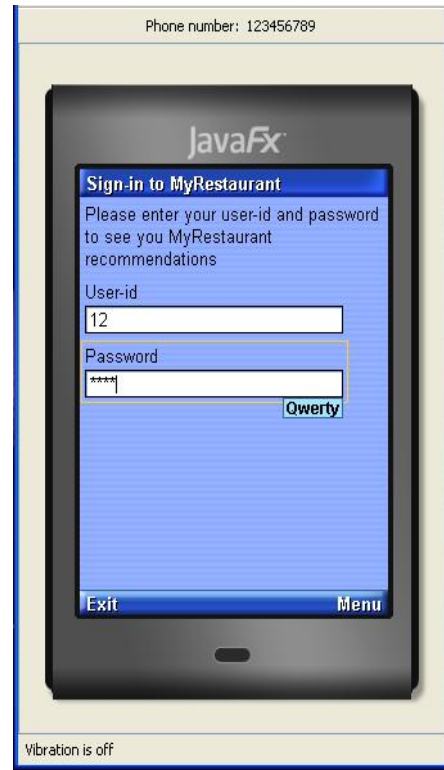 Phone number: 123456789
JavaFx
Sign-in to MyRestaurant
Please enter your user-id and password
to see you MyRestaurant
recommendations
User-id
12
Password
****
Qwerty
Exit Menu
Vibration is off